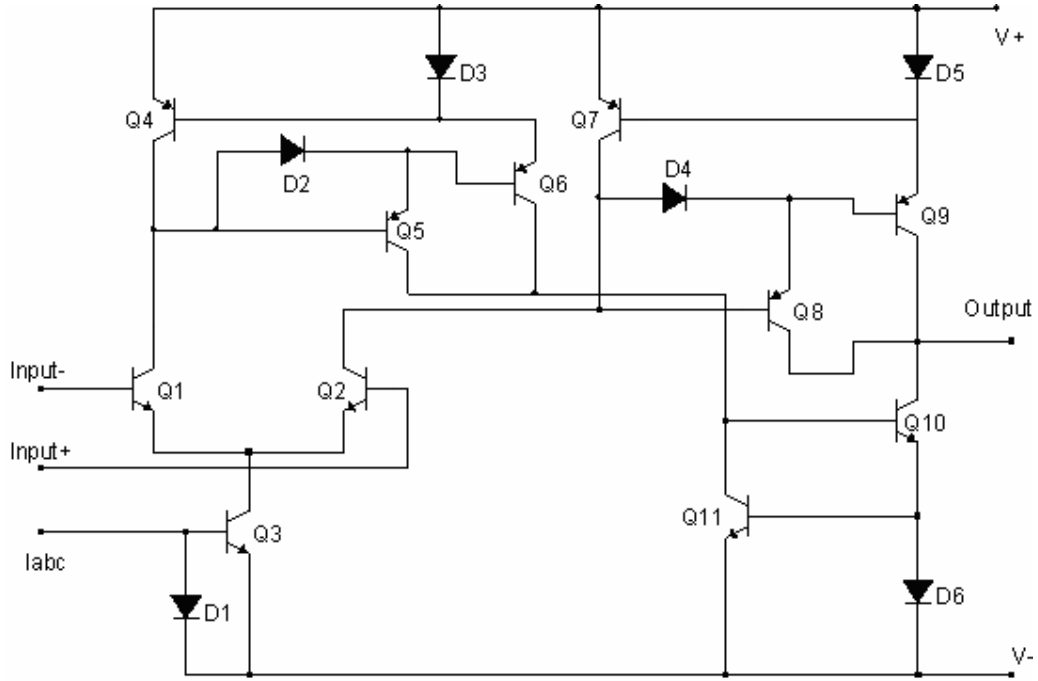 V+
D3
D5
Q4
Q7
D2
D4
Q6
Q5
Q9
Q8
Output
Input-
Q1
Q2
Q10
Input+
Q3
Q11
Iabc
D1
D6
V-